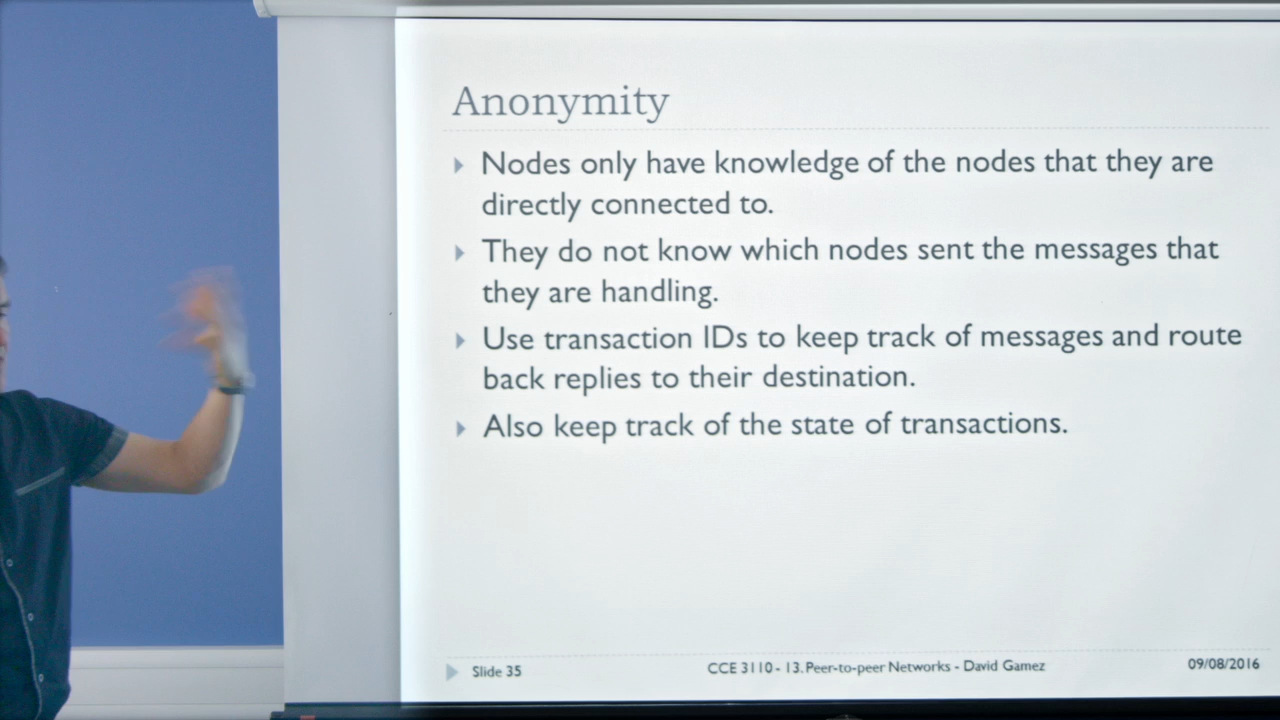 Anonymity
Nodes only have knowledge of the nodes that they are
directly connected to.
They do not know which nodes sent the messages that
they are handling.
Use transaction IDs to keep track of messages and route
back replies to their destination.
Also keep track of the state of transactions.
Slide 35
CCE 3110 - 13. Peer-to-peer Networks - David Gamez
09/08/2016